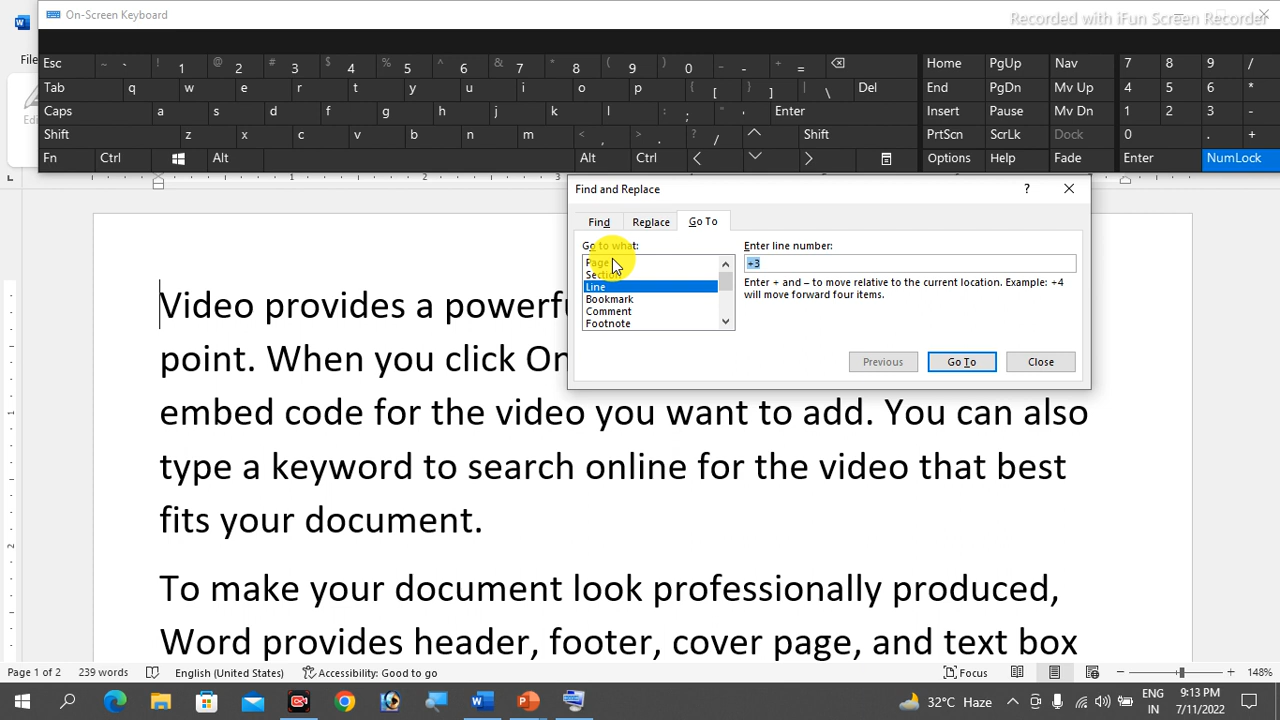 On-Screen Keyboard
Recorded with iFun Screen Recorder
File
Esc ~ ` ! 1 @ 2 # 3 $ 4 % 5 ^ 6 & 7 * 8 ( 9 ) 0 _ - + = Home PgUp Nav 7 8 9 /
Tab q w e r t y u i o p { [ } ] | \ Del End PgDn Mv Up 4 5 6 *
Caps a s d f g h j k l : ; " ' Enter Insert Pause Mv Dn 1 2 3 -
Shift z x c v b n m < , > . ? / Shift PrtScn ScrLk Dock 0 . +
Fn Ctrl Alt Alt Ctrl Options Help Fade Enter NumLock
1 2 3
Find and Replace ?
Find Replace Go To
Go to what: Enter line number:
Page +3
Section
Line
Bookmark
Comment
Footnote
Enter + and – to move relative to the current location. Example: +4
will move forward four items.
Previous Go To Close
Video provides a powerfu
point. When you click On
embed code for the video you want to add. You can also
type a keyword to search online for the video that best
fits your document.
To make your document look professionally produced,
Word provides header, footer, cover page, and text box
Page 1 of 2 239 words English (United States) Accessibility: Good to go Focus 148%
32°C Haze ENG IN 9:13 PM 7/11/2022